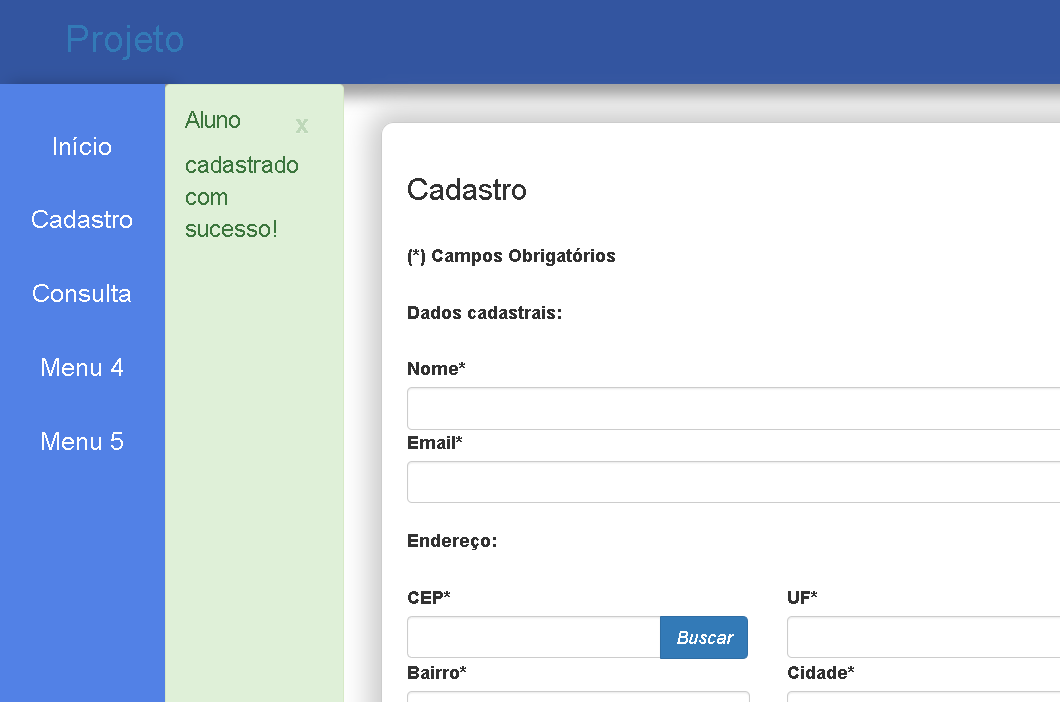 Projeto
Início
Cadastro
Consulta
Menu 4
Menu 5
Aluno x
cadastrado
com
sucesso!
Cadastro
(*) Campos Obrigatórios
Dados cadastrais:
Nome*
Email*
Endereço:
CEP* UF*
Buscar
Bairro* Cidade*